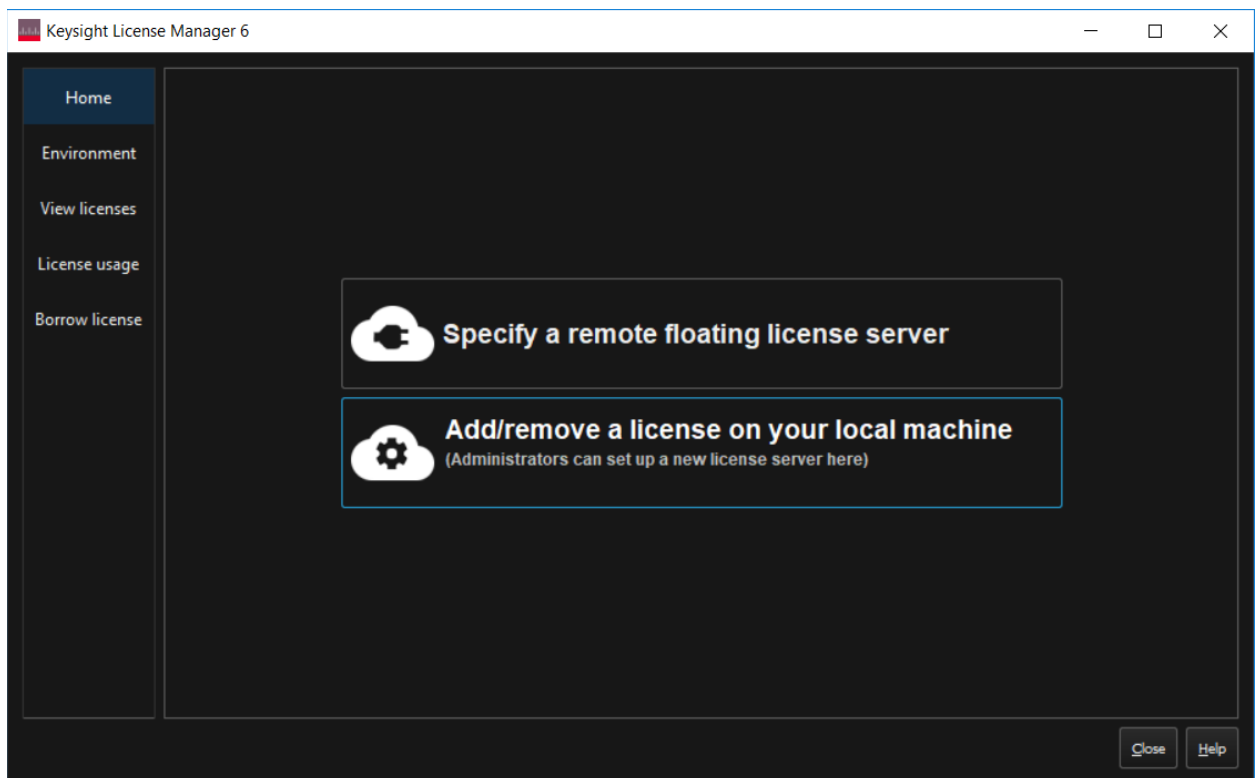 Keysight License Manager 6
Home
Environment
View licenses
License usage
Borrow license
Specify a remote floating license server
Add/remove a license on your local machine
(Administrators can set up a new license server here)
Close
Help